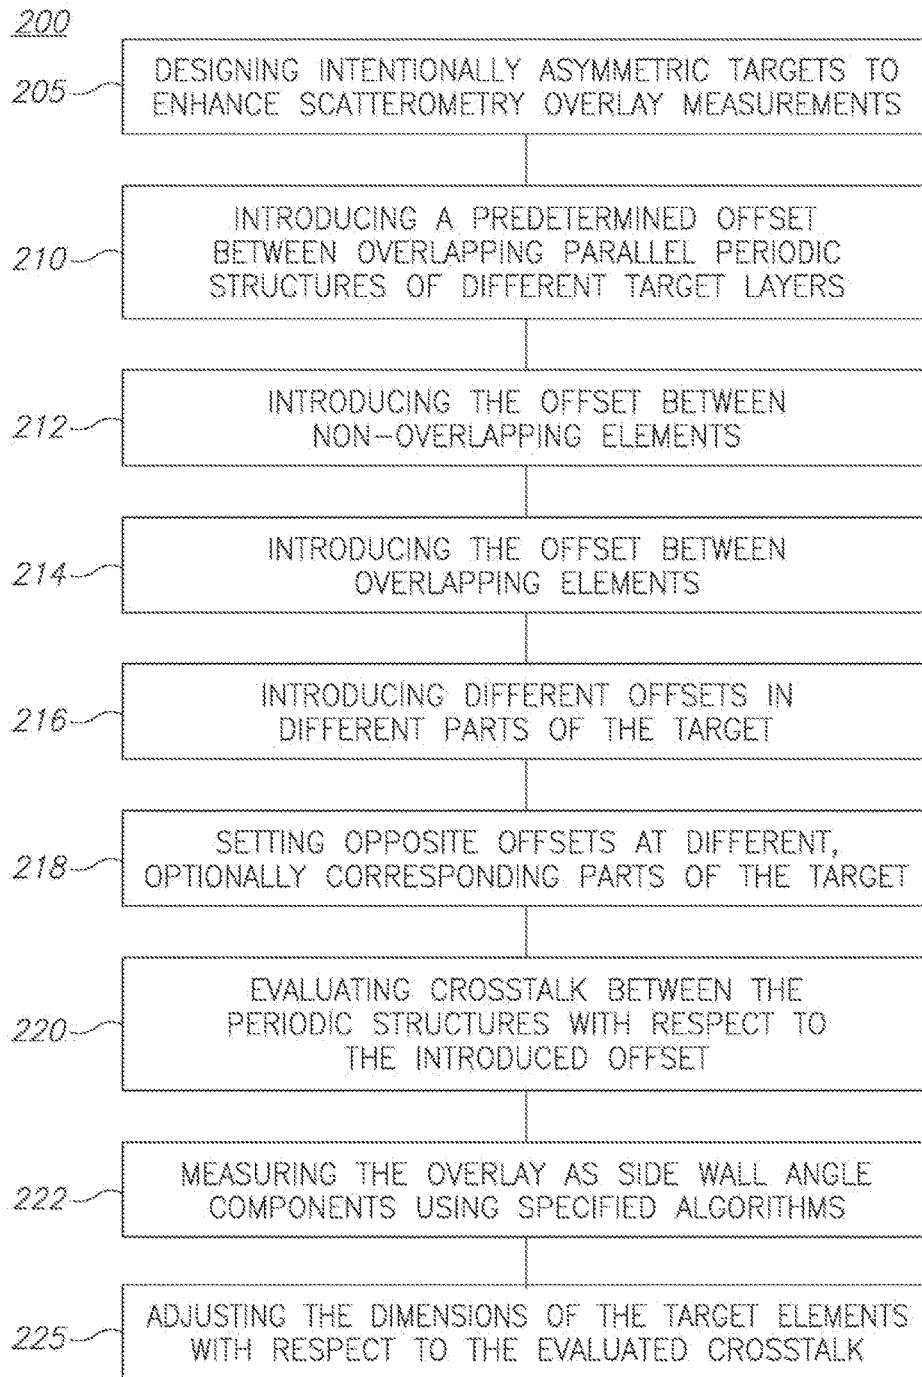 200
205
DESIGNING INTENTIONALLY ASYMMETRIC TARGETS TO
ENHANCE SCATTEROMETRY OVERLAY MEASUREMENTS
210
INTRODUCING A PREDETERMINED OFFSET
BETWEEN OVERLAPPING PARALLEL PERIODIC
STRUCTURES OF DIFFERENT TARGET LAYERS
212
INTRODUCING THE OFFSET BETWEEN
NON-OVERLAPPING ELEMENTS
214
INTRODUCING THE OFFSET BETWEEN
OVERLAPPING ELEMENTS
216
INTRODUCING DIFFERENT OFFSETS IN
DIFFERENT PARTS OF THE TARGET
218
SETTING OPPOSITE OFFSETS AT DIFFERENT,
OPTIONALLY CORRESPONDING PARTS OF THE TARGET
220
EVALUATING CROSSTALK BETWEEN THE
PERIODIC STRUCTURES WITH RESPECT TO
THE INTRODUCED OFFSET
222
MEASURING THE OVERLAY AS SIDE WALL ANGLE
COMPONENTS USING SPECIFIED ALGORITHMS
225
ADJUSTING THE DIMENSIONS OF THE TARGET ELEMENTS
WITH RESPECT TO THE EVALUATED CROSSTALK